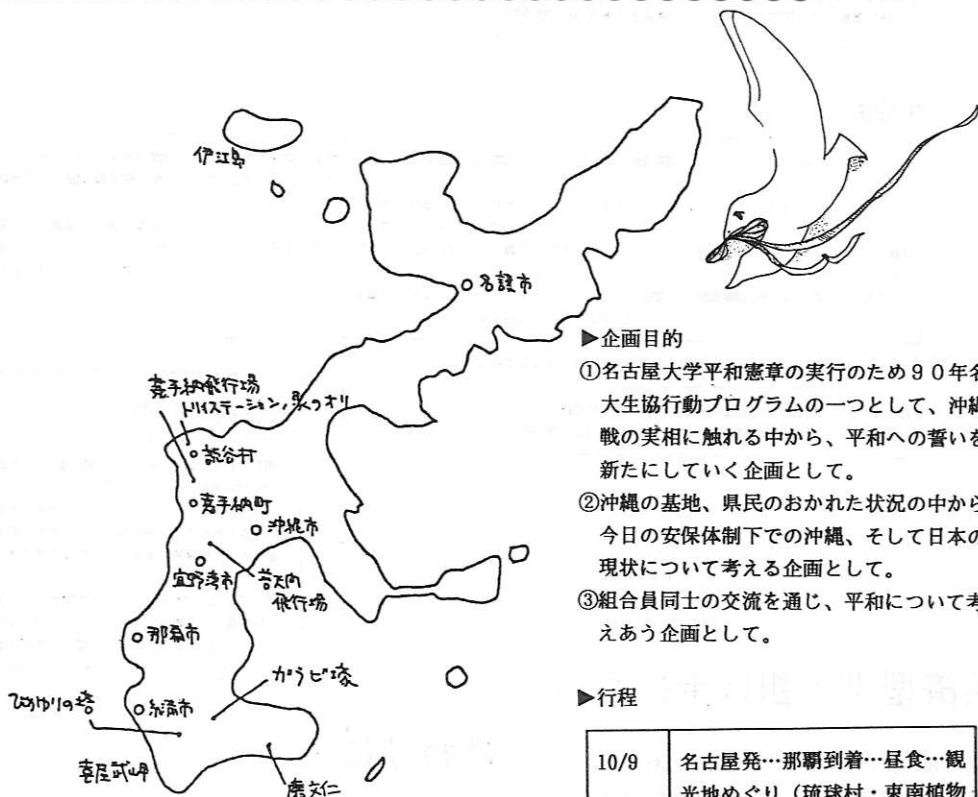 伊江島
名護市
嘉手納飛行場
トリイステーション,象のオリ
読谷村
嘉手納町
沖縄市
宜野湾市
普天間
飛行場
那覇市
ガラビ壕
ひめゆりの塔
糸満市
喜屋武岬
摩文仁
▶企画目的
①名古屋大学平和憲章の実行のため90年名
大生協行動プログラムの一つとして、沖縄
戦の実相に触れる中から、平和への誓いを
新たにしていく企画として。
②沖縄の基地、県民のおかれた状況の中から
今日の安保体制下での沖縄、そして日本の
現状について考える企画として。
③組合員同士の交流を通じ、平和について考
えあう企画として。
▶行程
10/9 名古屋発…那覇到着…昼食…観
光地めぐり(琉球村・東南植物